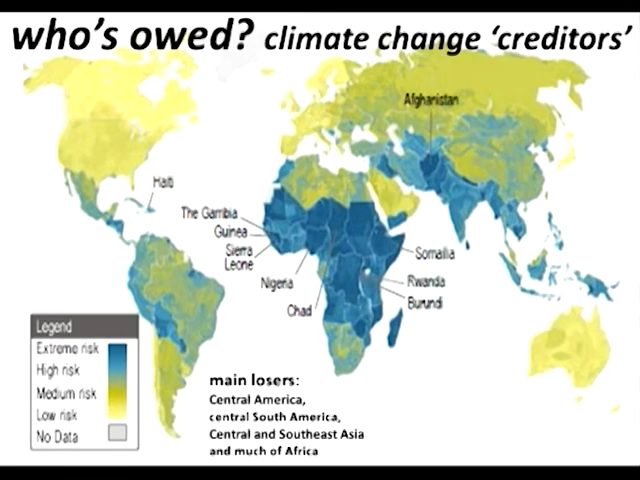 who's owed? climate change 'creditors'
Afghanistan
Haiti
The Gambia
Guinea
Sierra
Leone
Nigeria
Chad
Somailia
Rwanda
Burundi
Legend
Extreme risk
High risk
Medium risk
Low risk
No Data
main losers:
Central America,
central South America,
Central and Southeast Asia
and much of Africa